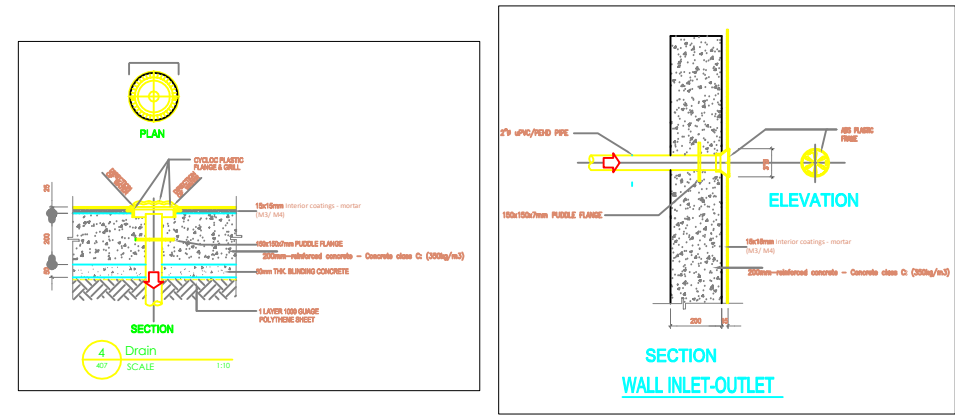 PLAN
CYCLOC PLASTIC
FLANGE & GRILL
25
200
50
15x15mm Interior coatings - mortar
(M3/ M4)
150x150x7mm PUDDLE FLANGE
200mm-reinforced concrete - Concrete class C: (350kg/m3)
50mm THK. BLINDING CONCRETE
1 LAYER 1000 GUAGE
POLYTHENE SHEET
SECTION
4
407
Drain
SCALE
1:10
2"Ø uPVC/PEHD PIPE
ABS PLASTIC
FRAME
ELEVATION
150x150x7mm PUDDLE FLANGE
15x15mm Interior coatings - mortar
(M3/ M4)
200mm-reinforced concrete - Concrete class C: (350kg/m3)
200
SECTION
WALL INLET-OUTLET